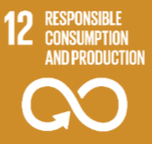 12 RESPONSIBLE
CONSUMPTION
AND PRODUCTION